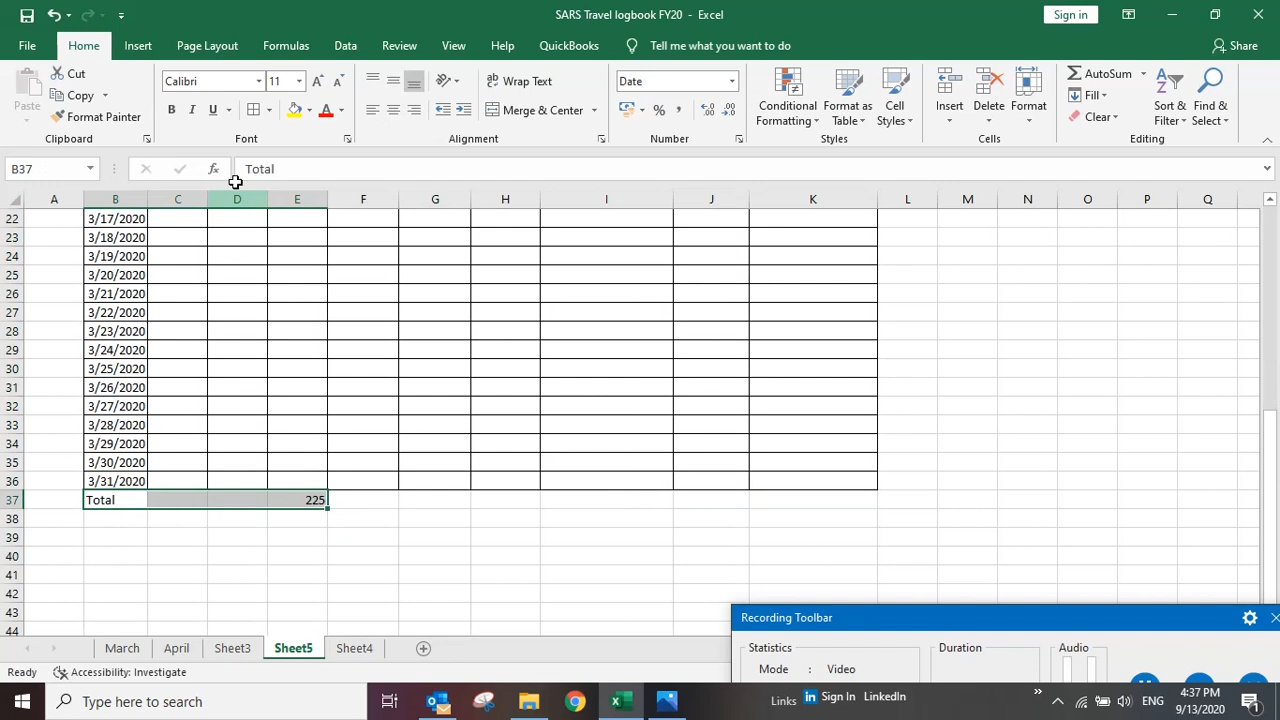 SARS Travel logbook FY20 - Excel
Sign in
File Home Insert Page Layout Formulas Data Review View Help QuickBooks Tell me what you want to do Share
Paste
Cut
Copy
Format Painter
Clipboard
Calibri 11
B I U
Font
Wrap Text
Merge & Center
Alignment
Date
Number
Conditional Formatting
Format as Table
Cell Styles
Styles
Insert
Delete
Format
Cells
AutoSum
Fill
Clear
Sort & Filter
Find & Select
Editing
B37 fx Total
A B C D E F G H I J K L M N O P Q
22 3/17/2020
23 3/18/2020
24 3/19/2020
25 3/20/2020
26 3/21/2020
27 3/22/2020
28 3/23/2020
29 3/24/2020
30 3/25/2020
31 3/26/2020
32 3/27/2020
33 3/28/2020
34 3/29/2020
35 3/30/2020
36 3/31/2020
37 Total 225
38
39
40
41
42
43
44
Recording Toolbar
Statistics
Mode : Video
Duration
Audio
March April Sheet3 Sheet5 Sheet4
Ready Accessibility: Investigate
Type here to search
Links Sign In LinkedIn
ENG
4:37 PM
9/13/2020
1